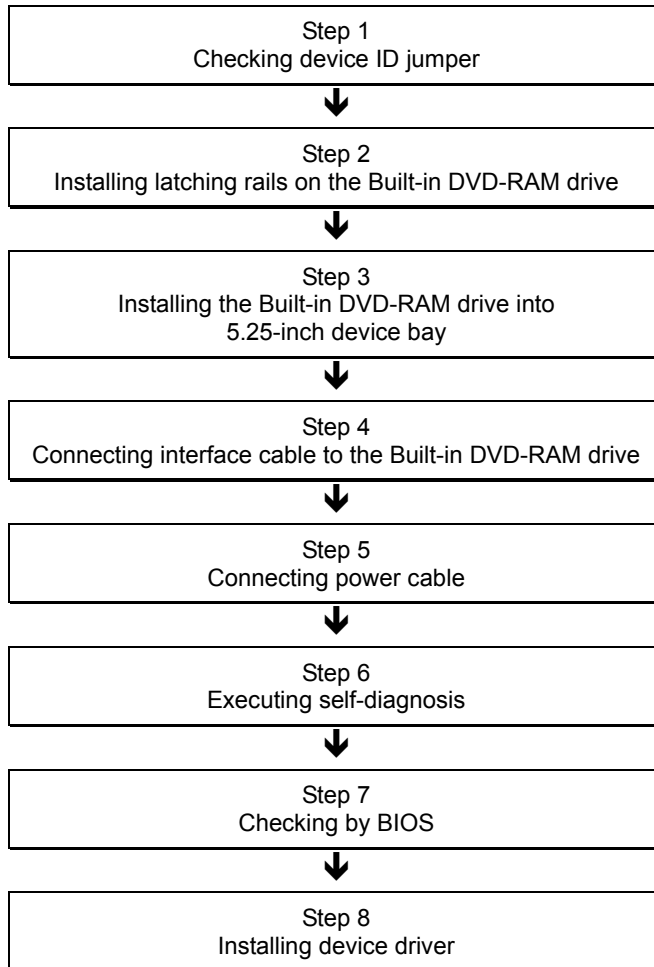 Step 1
Checking device ID jumper
Step 2
Installing latching rails on the Built-in DVD-RAM drive
Step 3
Installing the Built-in DVD-RAM drive into
5.25-inch device bay
Step 4
Connecting interface cable to the Built-in DVD-RAM drive
Step 5
Connecting power cable
Step 6
Executing self-diagnosis
Step 7
Checking by BIOS
Step 8
Installing device driver